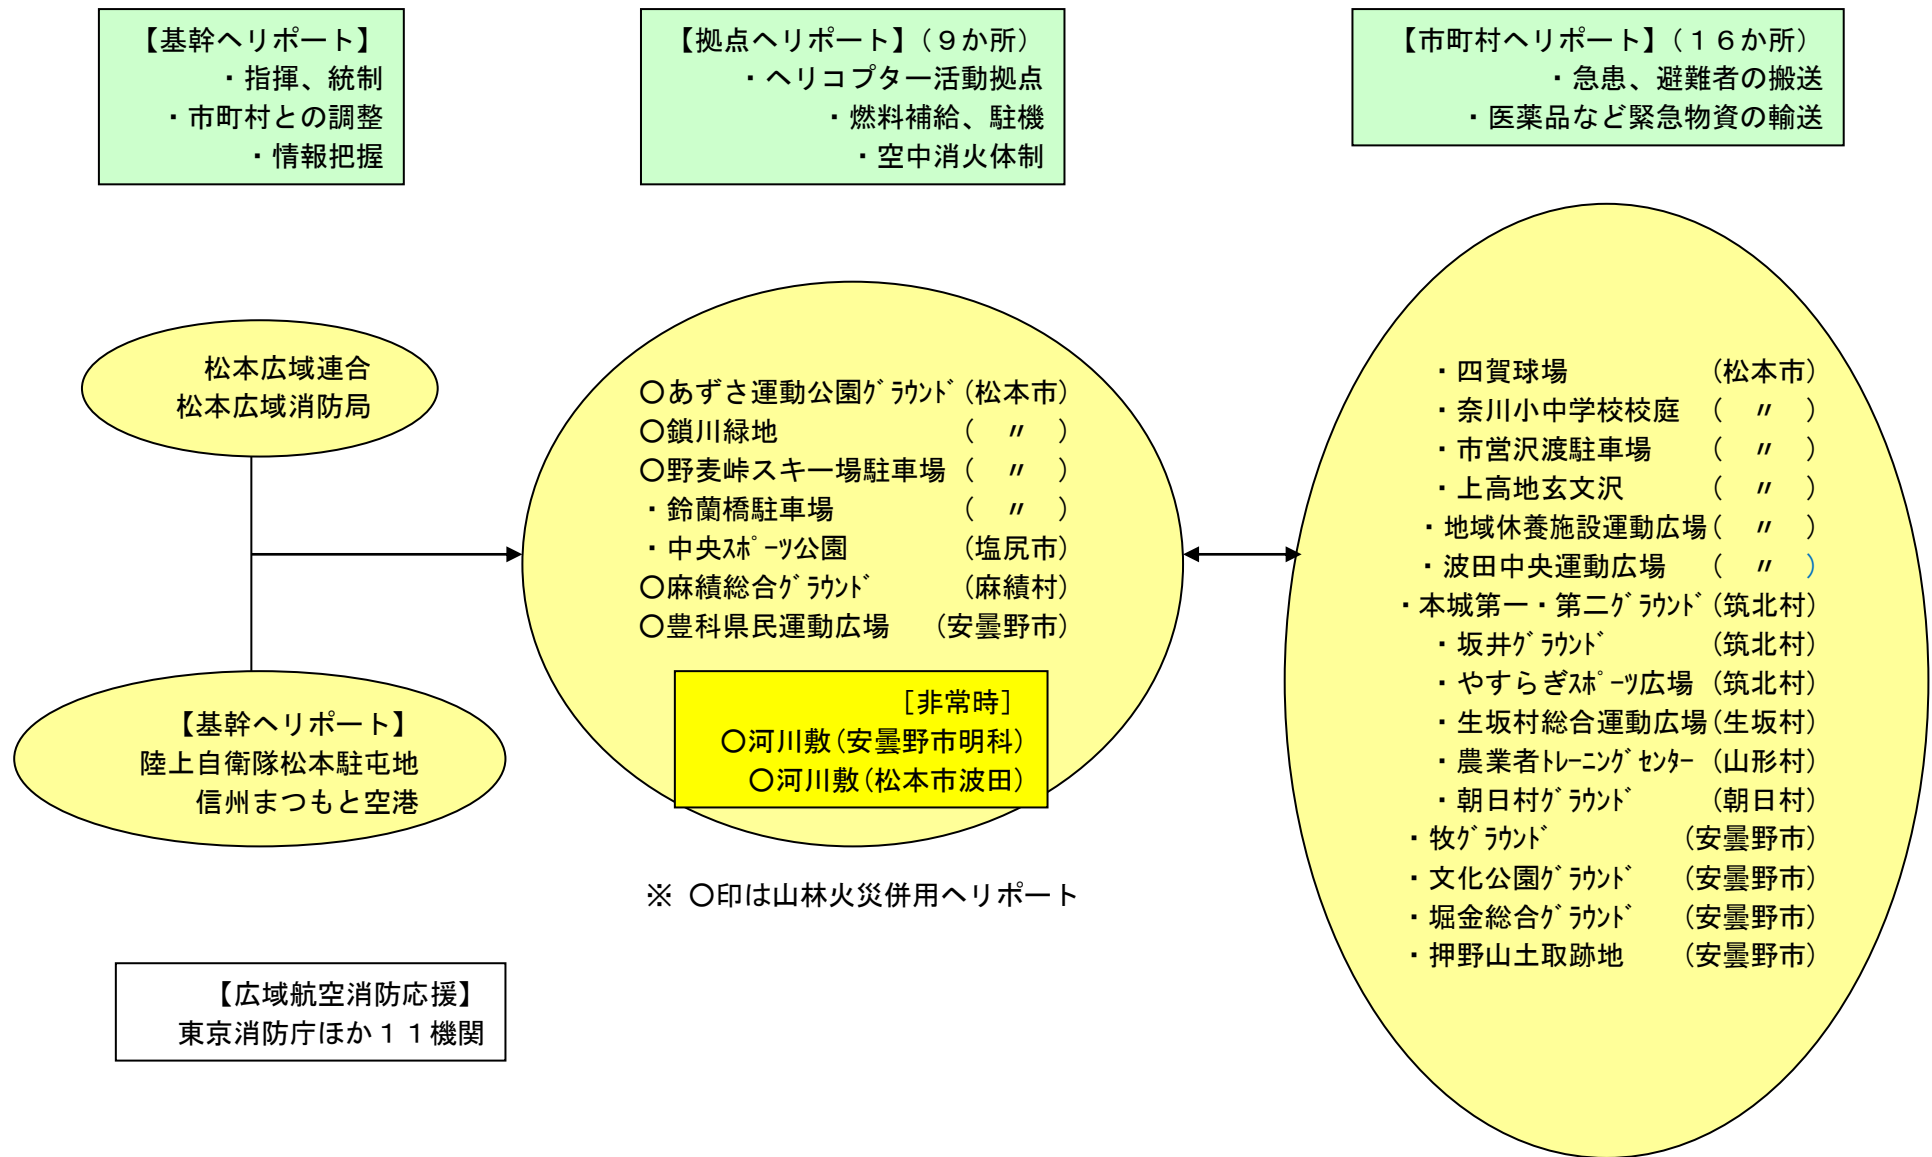 【基幹ヘリポート】
・指揮、統制
・市町村との調整
・情報把握
【拠点ヘリポート】(９か所)
・ヘリコプター活動拠点
・燃料補給、駐機
・空中消火体制
【市町村ヘリポート】(１６か所)
・急患、避難者の搬送
・医薬品など緊急物資の輸送
松本広域連合
松本広域消防局
【基幹ヘリポート】
陸上自衛隊松本駐屯地
信州まつもと空港
〇あずさ運動公園ｸﾞﾗｳﾝﾄﾞ(松本市)
〇鎖川緑地 ( 〃 )
〇野麦峠スキー場駐車場 ( 〃 )
・鈴蘭橋駐車場 ( 〃 )
・中央ｽﾎﾟｰﾂ公園 (塩尻市)
〇麻績総合ｸﾞﾗｳﾝﾄﾞ (麻績村)
〇豊科県民運動広場 (安曇野市)
［非常時］
〇河川敷(安曇野市明科)
〇河川敷(松本市波田)
※ 〇印は山林火災併用ヘリポート
・四賀球場 (松本市)
・奈川小中学校校庭 ( 〃 )
・市営沢渡駐車場 ( 〃 )
・上高地玄文沢 ( 〃 )
・地域休養施設運動広場( 〃 )
・波田中央運動広場 ( 〃 )
・本城第一・第二ｸﾞﾗｳﾝﾄﾞ(筑北村)
・坂井ｸﾞﾗｳﾝﾄﾞ (筑北村)
・やすらぎｽﾎﾟｰﾂ広場 (筑北村)
・生坂村総合運動広場(生坂村)
・農業者ﾄﾚｰﾆﾝｸﾞｾﾝﾀｰ (山形村)
・朝日村ｸﾞﾗｳﾝﾄﾞ (朝日村)
・牧ｸﾞﾗｳﾝﾄﾞ (安曇野市)
・文化公園ｸﾞﾗｳﾝﾄﾞ (安曇野市)
・堀金総合ｸﾞﾗｳﾝﾄﾞ (安曇野市)
・押野山土取跡地 (安曇野市)
【広域航空消防応援】
東京消防庁ほか１１機関